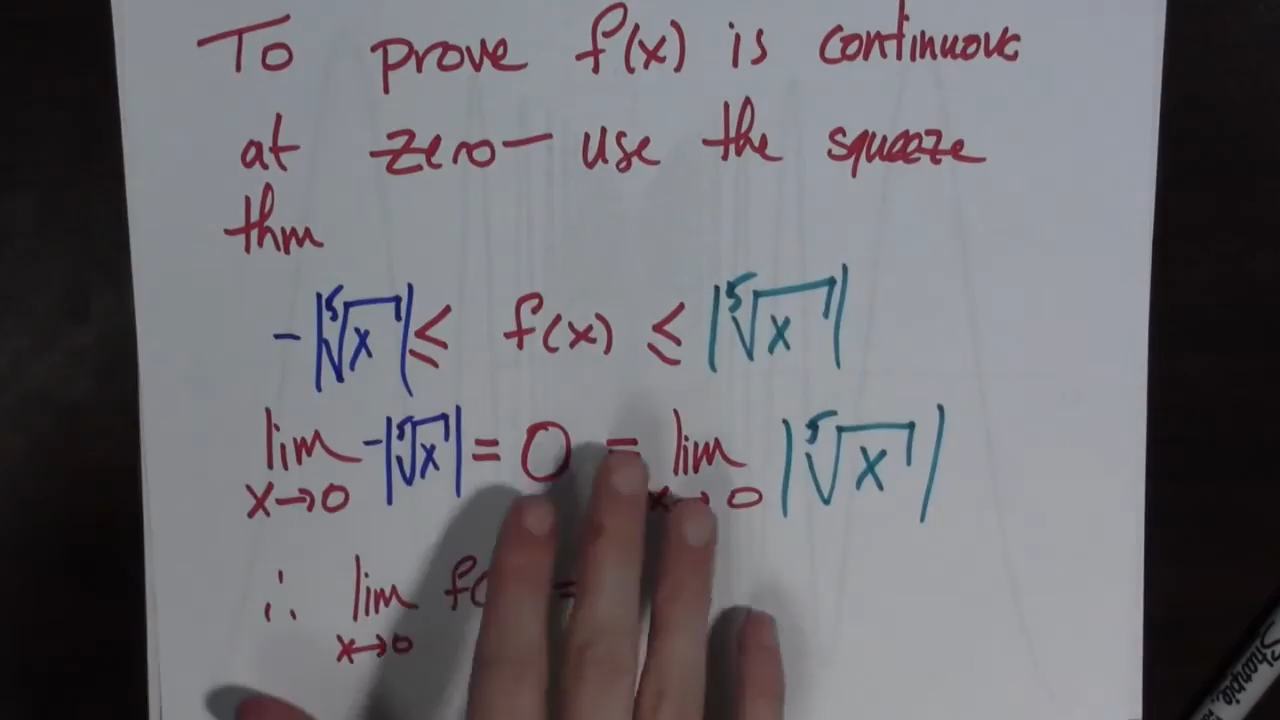 To prove f(x) is continuous
at zero— use the squeeze
thm
-|⁵√x| ≤ f(x) ≤ |⁵√x|
lim x→0 -|⁵√x| = 0 = lim x→0 |⁵√x|
∴ lim x→0 f( =
Sharpie